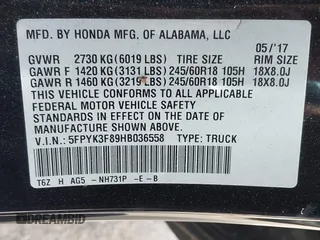 MFD. BY HONDA MFG. OF ALABAMA, LLC
05/'17
GVWR 2730 KG(6019 LBS) TIRE SIZE RIM SIZE
GAWR F 1420 KG(3131 LBS) 245/60R18 105H 18X8.0J
GAWR R 1460 KG(3219 LBS) 245/60R18 105H 18X8.0J
THIS VEHICLE CONFORMS TO ALL APPLICABLE
FEDERAL MOTOR VEHICLE SAFETY
STANDARDS IN EFFECT ON THE DATE OF
MANUFACTURE SHOWN ABOVE.
V.I.N.: 5FPYK3F89HB036558 TYPE: TRUCK
T6Z H AG5 -NH731P -E -B
DEAFRAMBID